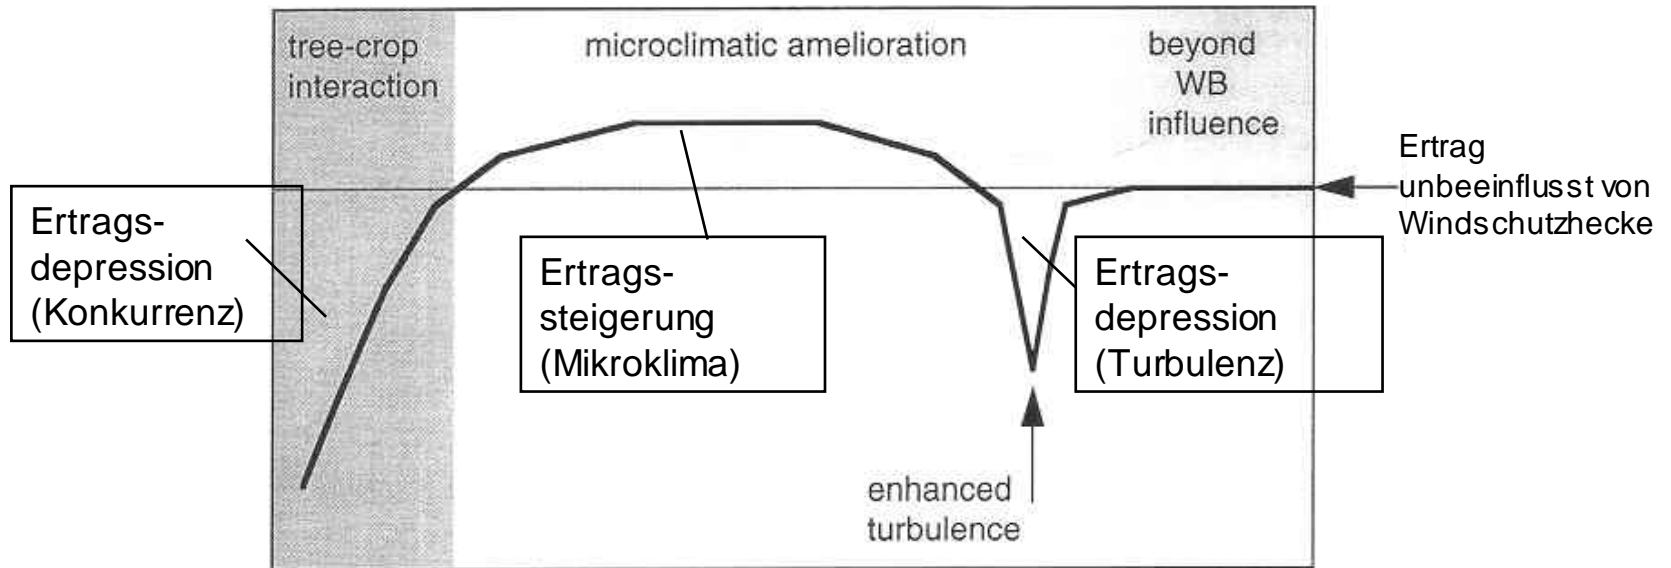 tree-crop
interaction
microclimatic amelioration
beyond
WB
influence
Ertrag
unbeeinflusst von
Windschutzhecke
Ertrags-
depression
(Konkurrenz)
Ertrags-
steigerung
(Mikroklima)
Ertrags-
depression
(Turbulenz)
enhanced
turbulence